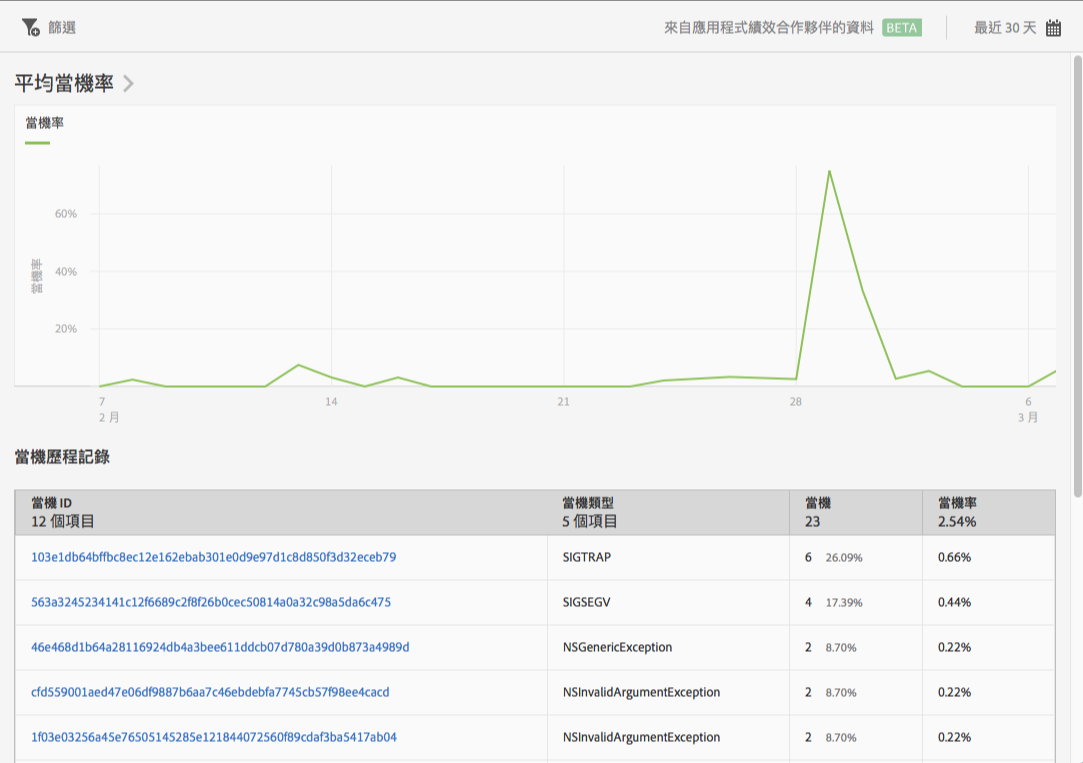 篩選
來自應用程式績效合作夥伴的資料 BETA 最近 30 天
平均當機率
當機率
60%
40%
20%
當機率
7 14 21 28 6
2 月 3 月
當機歷程記錄
當機 ID 當機類型 當機 當機率
12 個項目 5 個項目 23 2.54%
103e1db64bffbc8ec12e162ebab301e0d9e97d1c8d850f3d32eceb79 SIGTRAP 6 26.09% 0.66%
563a3245234141c12f6689c2f8f26b0cec50814a0a32c98a5da6c475 SIGSEGV 4 17.39% 0.44%
46e468d1b64a28116924db4a3bee611ddcb07d780a39d0b873a4989d NSGenericException 2 8.70% 0.22%
cfd559001aed47e06df9887b6aa7c46ebdebfa7745cb57f98ee4cacd NSInvalidArgumentException 2 8.70% 0.22%
1f03e03256a45e76505145285e121844072560f89cdaf3ba5417ab04 NSInvalidArgumentException 2 8.70% 0.22%